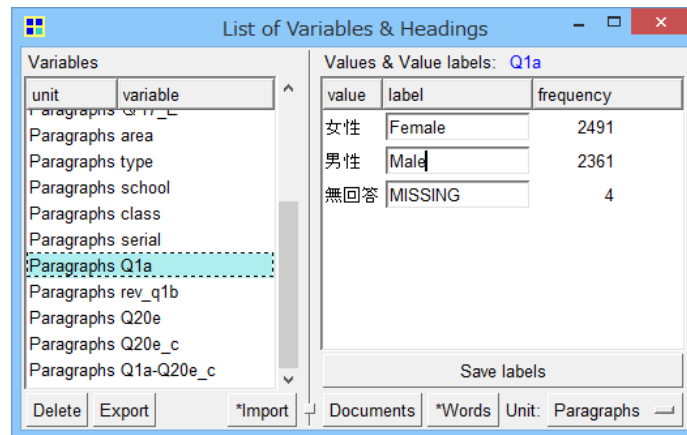 List of Variables & Headings
Variables
unit variable
Paragraphs Q17_E
Paragraphs area
Paragraphs type
Paragraphs school
Paragraphs class
Paragraphs serial
Paragraphs Q1a
Paragraphs rev_q1b
Paragraphs Q20e
Paragraphs Q20e_c
Paragraphs Q1a-Q20e_c
Delete Export *Import
Values & Value labels: Q1a
value label frequency
女性 Female 2491
男性 Male 2361
無回答 MISSING 4
Save labels
Documents *Words Unit: Paragraphs